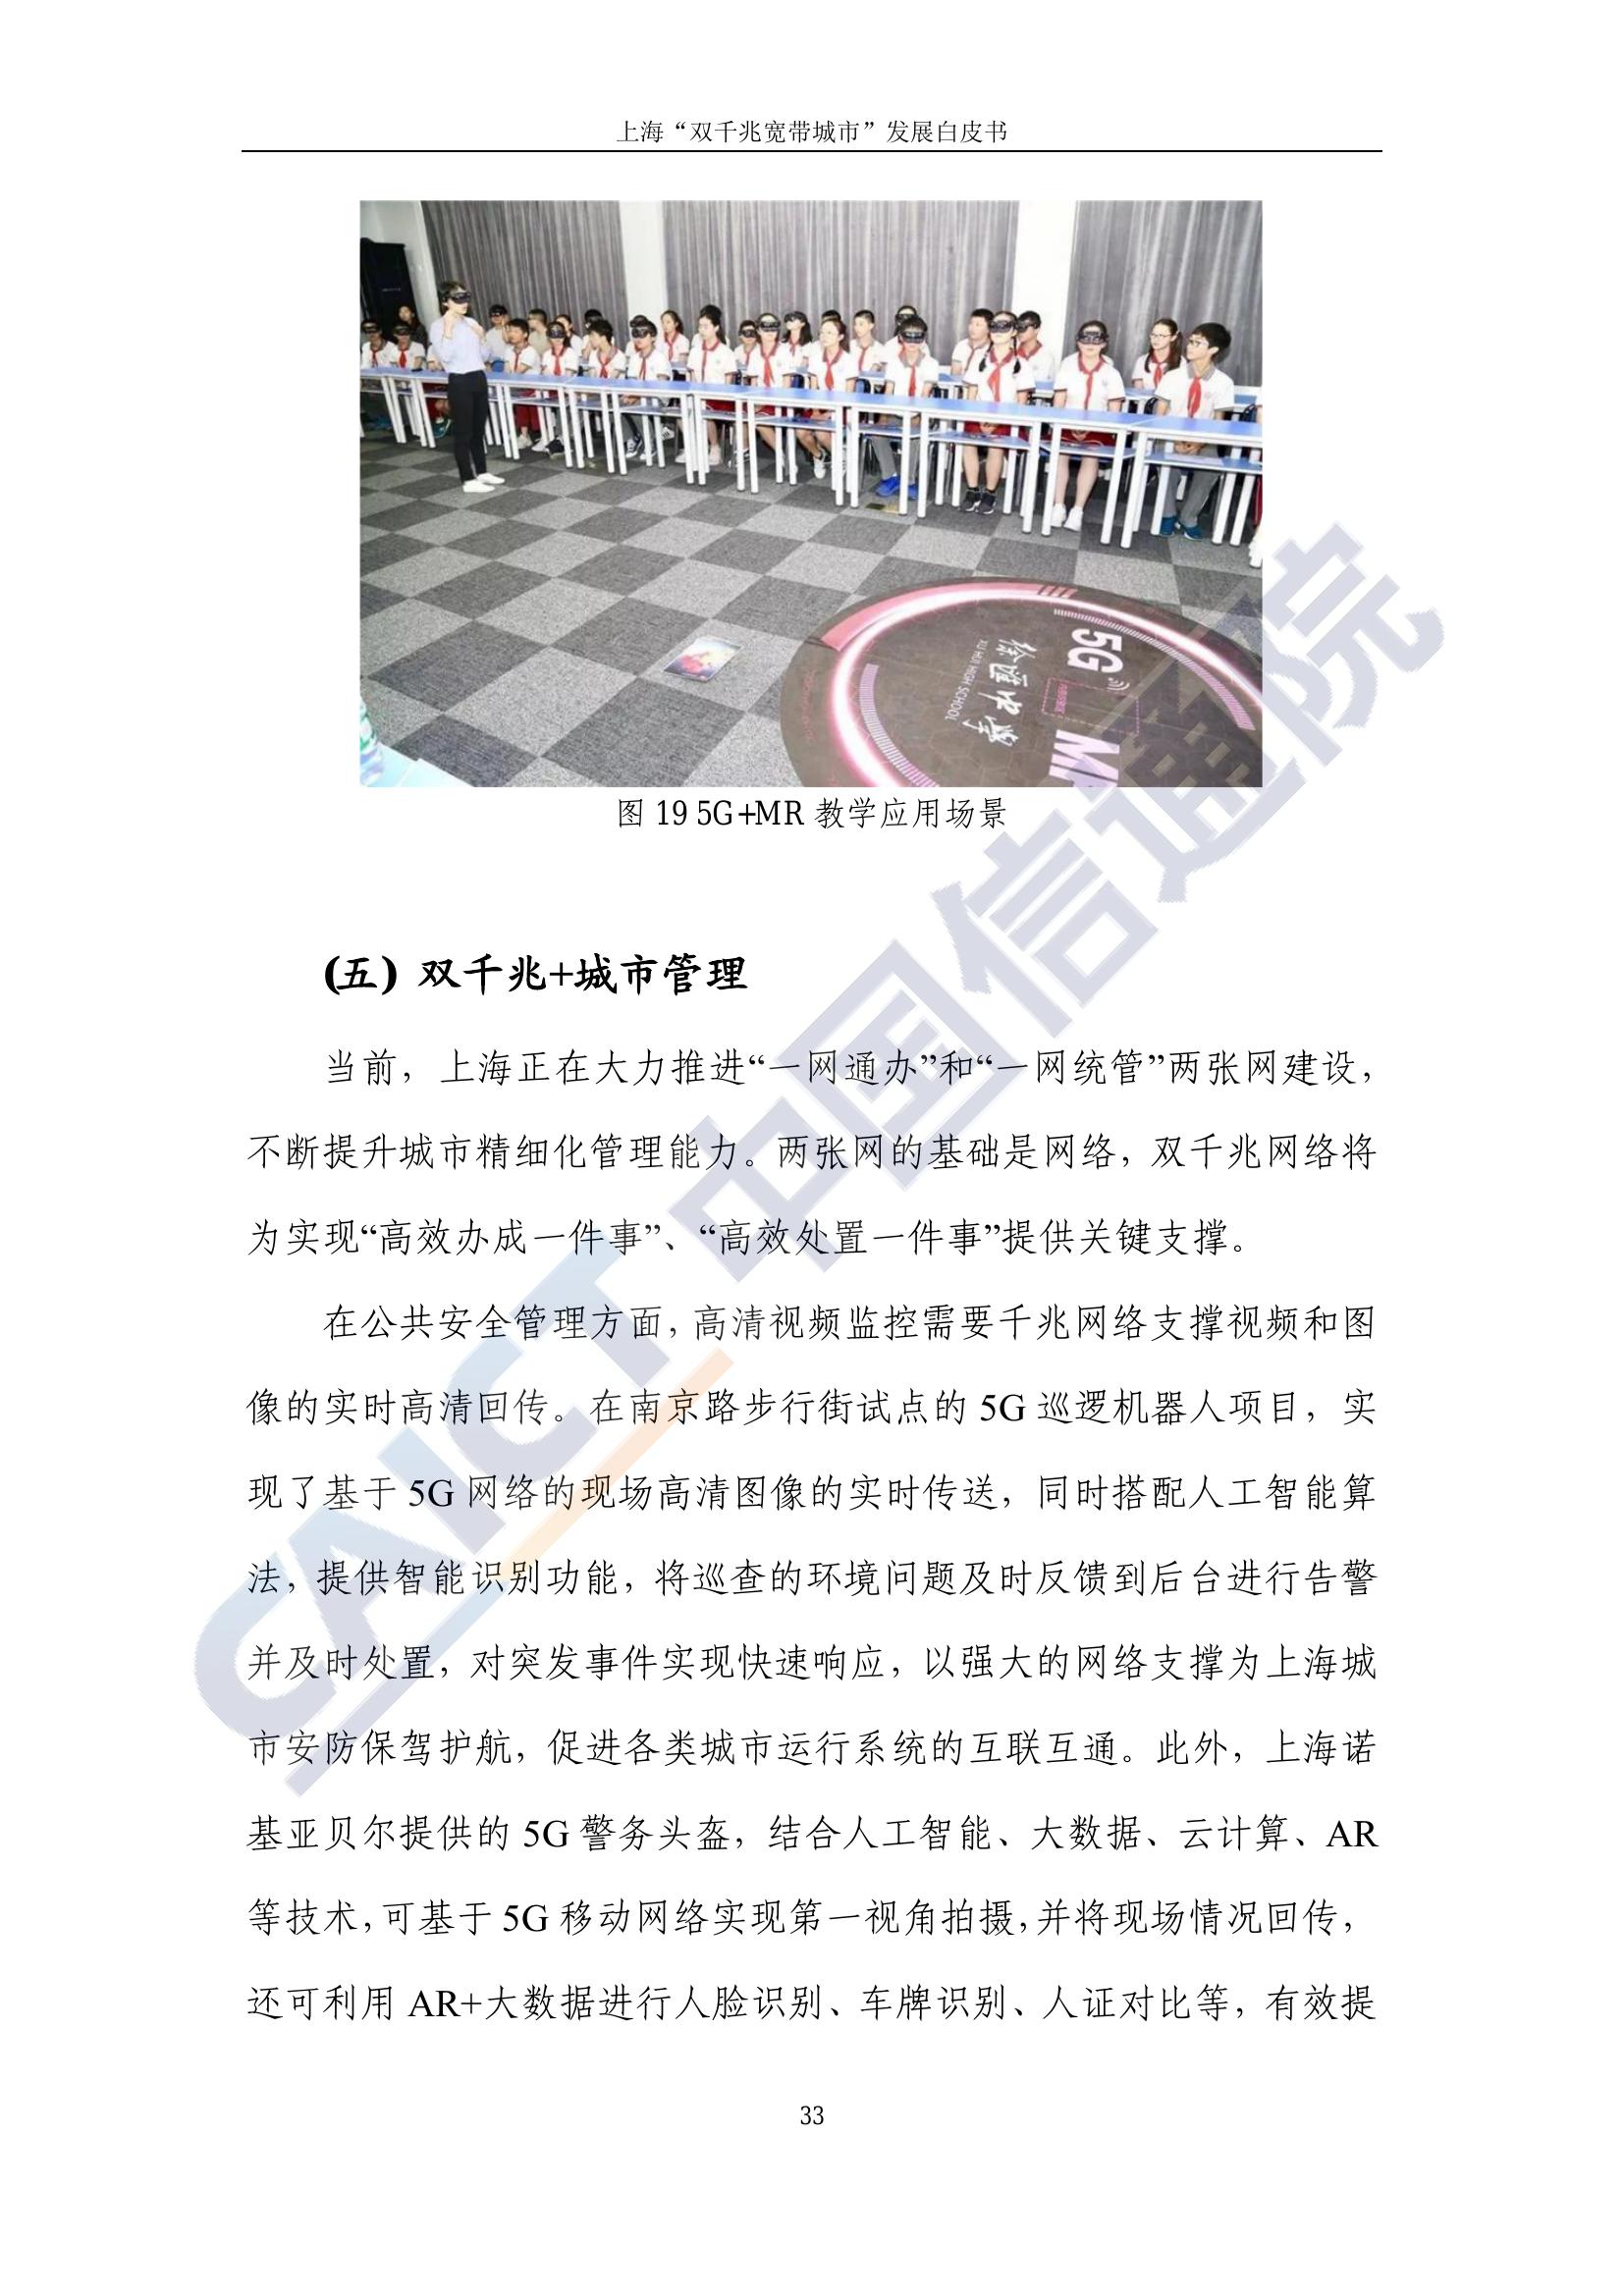 上海“双千兆宽带城市”发展白皮书
5G
徐汇中学
XU HUI HIGH SCHOOL
图 19 5G+MR 教学应用场景
(五) 双千兆+城市管理
当前，上海正在大力推进“一网通办”和“一网统管”两张网建设，
不断提升城市精细化管理能力。两张网的基础是网络，双千兆网络将
为实现“高效办成一件事”、“高效处置一件事”提供关键支撑。
在公共安全管理方面，高清视频监控需要千兆网络支撑视频和图
像的实时高清回传。在南京路步行街试点的 5G 巡逻机器人项目，实
现了基于 5G 网络的现场高清图像的实时传送，同时搭配人工智能算
法，提供智能识别功能，将巡查的环境问题及时反馈到后台进行告警
并及时处置，对突发事件实现快速响应，以强大的网络支撑为上海城
市安防保驾护航，促进各类城市运行系统的互联互通。此外，上海诺
基亚贝尔提供的 5G 警务头盔，结合人工智能、大数据、云计算、AR
等技术，可基于 5G 移动网络实现第一视角拍摄，并将现场情况回传，
还可利用 AR+大数据进行人脸识别、车牌识别、人证对比等，有效提
33
CAICT 中国信通院